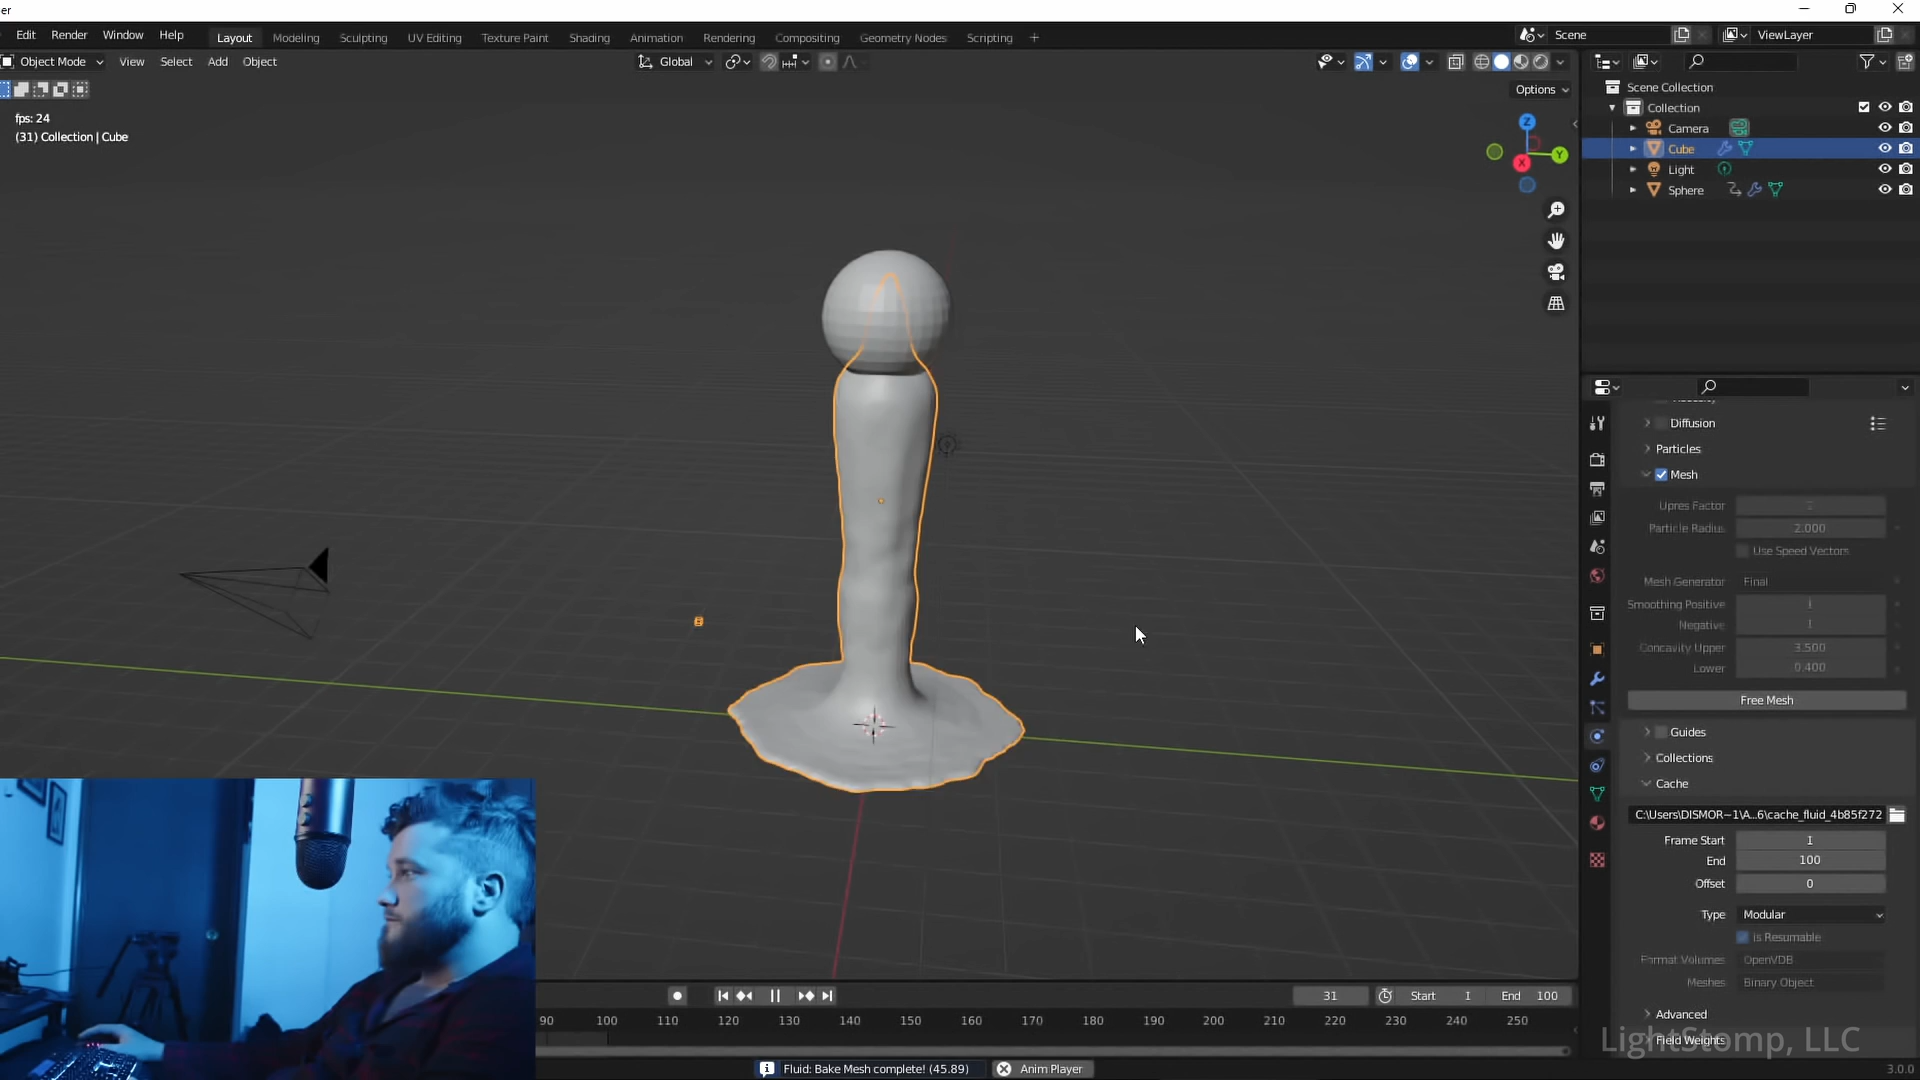 er
Edit Render Window Help Layout Modeling Sculpting UV Editing Texture Paint Shading Animation Rendering Compositing Geometry Nodes Scripting + Scene ViewLayer
Object Mode View Select Add Object Global
Options
fps: 24
(31) Collection | Cube
Z
Y
X
Scene Collection
Collection
Camera
Cube
Light
Sphere
Diffusion
Particles
Mesh
Upres Factor 2
Particle Radius 2.000
Use Speed Vectors
Mesh Generator Final
Smoothing Positive 1
Negative 1
Concavity Upper 3.500
Lower 0.400
Free Mesh
Guides
Collections
Cache
C:\Users\DISMOR~1\A...6\cache_fluid_4b85f272
Frame Start 1
End 100
Offset 0
Type Modular
Is Resumable
Format Volumes OpenVDB
Meshes Binary Object
Advanced
Field Weights
LightStomp, LLC
31 Start 1 End 100
90 100 110 120 130 140 150 160 170 180 190 200 210 220 230 240 250
Fluid: Bake Mesh complete! (45.89) Anim Player
3.0.0